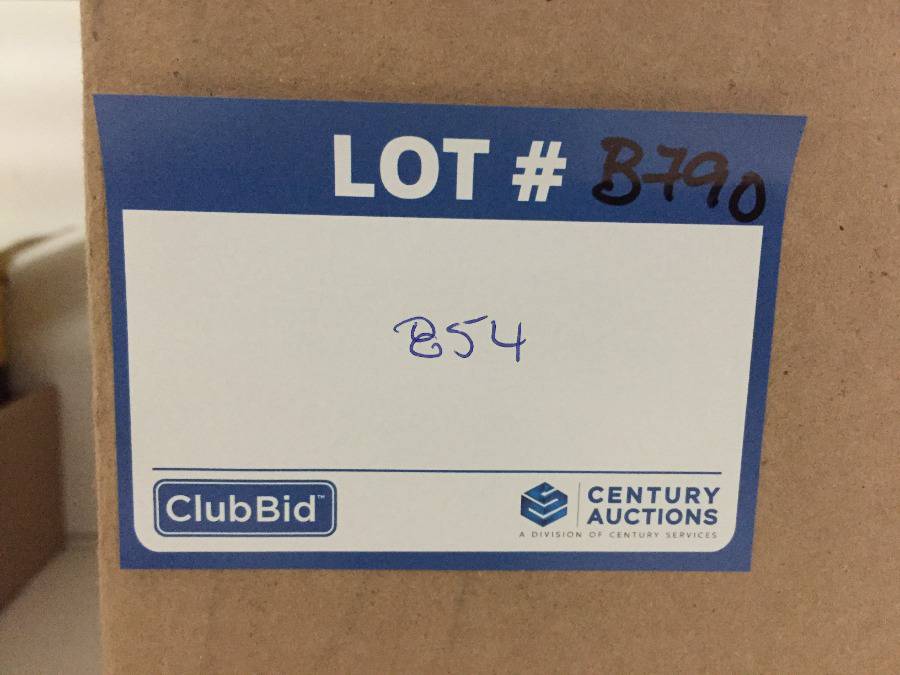 LOT # B790
B54
ClubBid™
CENTURY
AUCTIONS
A DIVISION OF CENTURY SERVICES